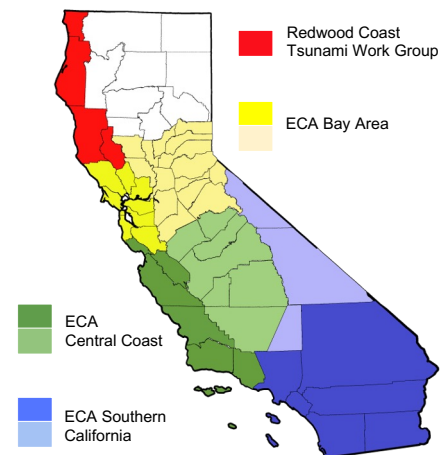 Redwood Coast
Tsunami Work Group
ECA Bay Area
ECA
Central Coast
ECA Southern
California